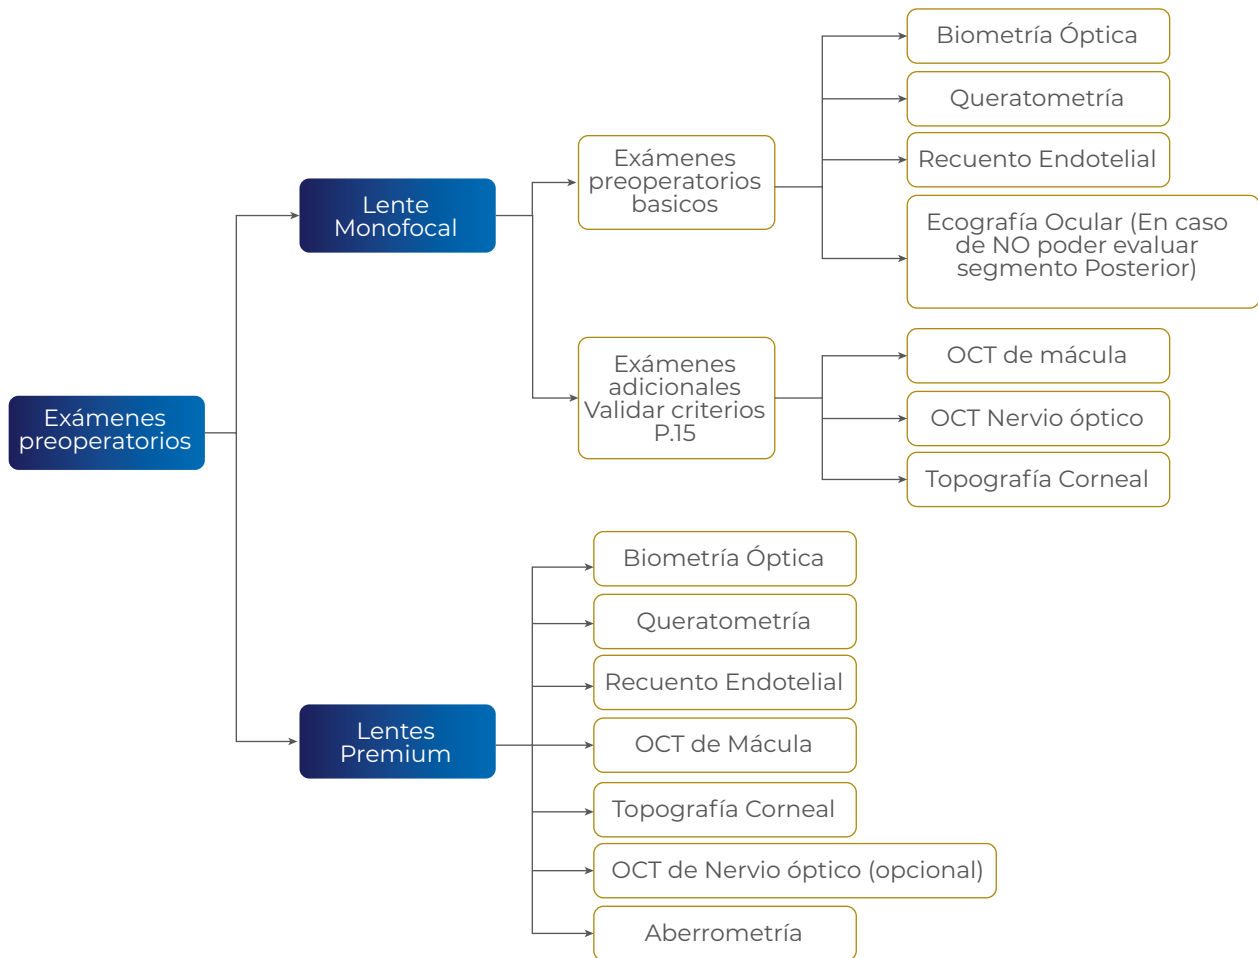 Exámenes
preoperatorios
Lente
Monofocal
Exámenes
preoperatorios
basicos
Biometría Óptica
Queratometría
Recuento Endotelial
Ecografía Ocular (En caso
de NO poder evaluar
segmento Posterior)
Exámenes
adicionales
Validar criterios
P.15
OCT de mácula
OCT Nervio óptico
Topografía Corneal
Lentes
Premium
Biometría Óptica
Queratometría
Recuento Endotelial
OCT de Mácula
Topografía Corneal
OCT de Nervio óptico (opcional)
Aberrometría